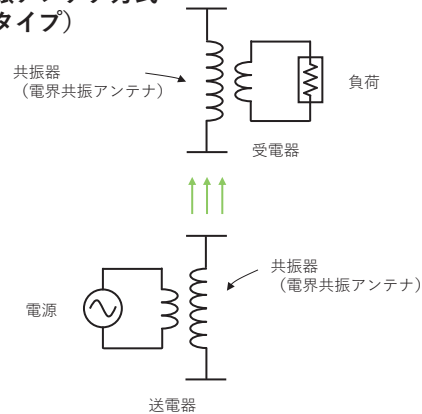 タイプ）
共振器
（電界共振アンテナ）
負荷
受電器
共振器
（電界共振アンテナ）
電源
送電器